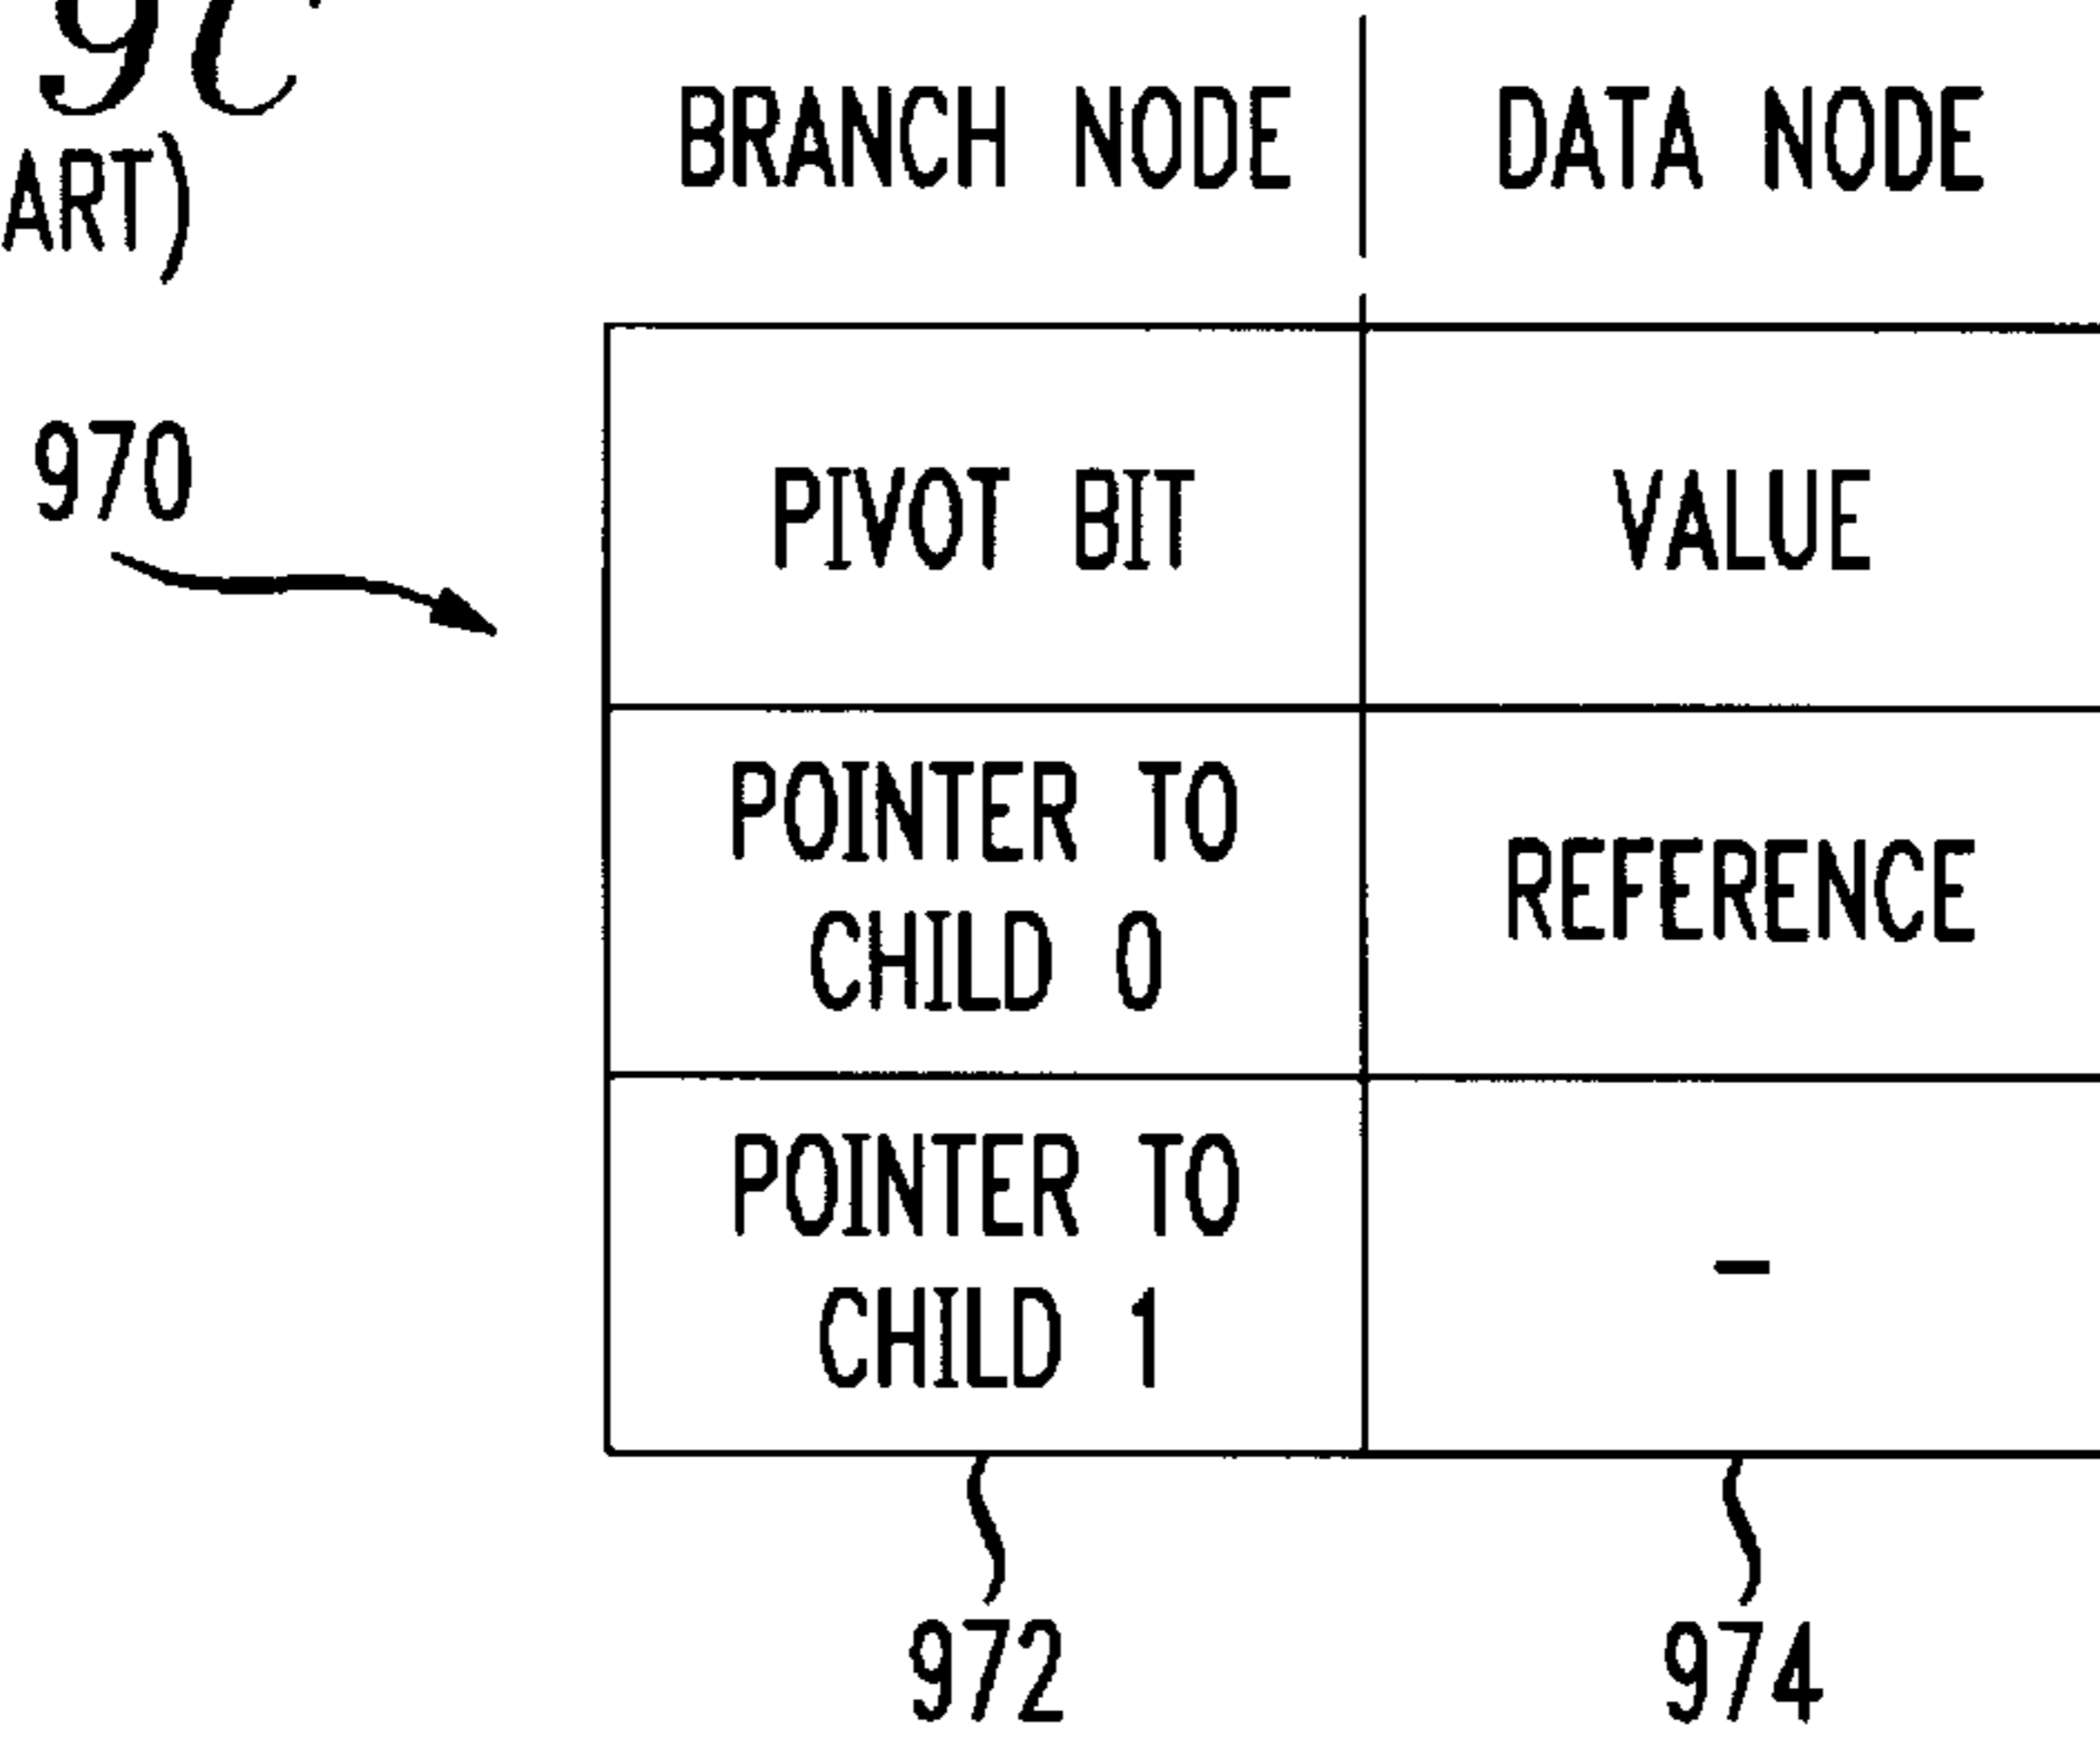 9C
ART)
BRANCH NODE
DATA NODE
970
PIVOT BIT
VALUE
POINTER TO
CHILD 0
REFERENCE
POINTER TO
CHILD 1
-
972
974